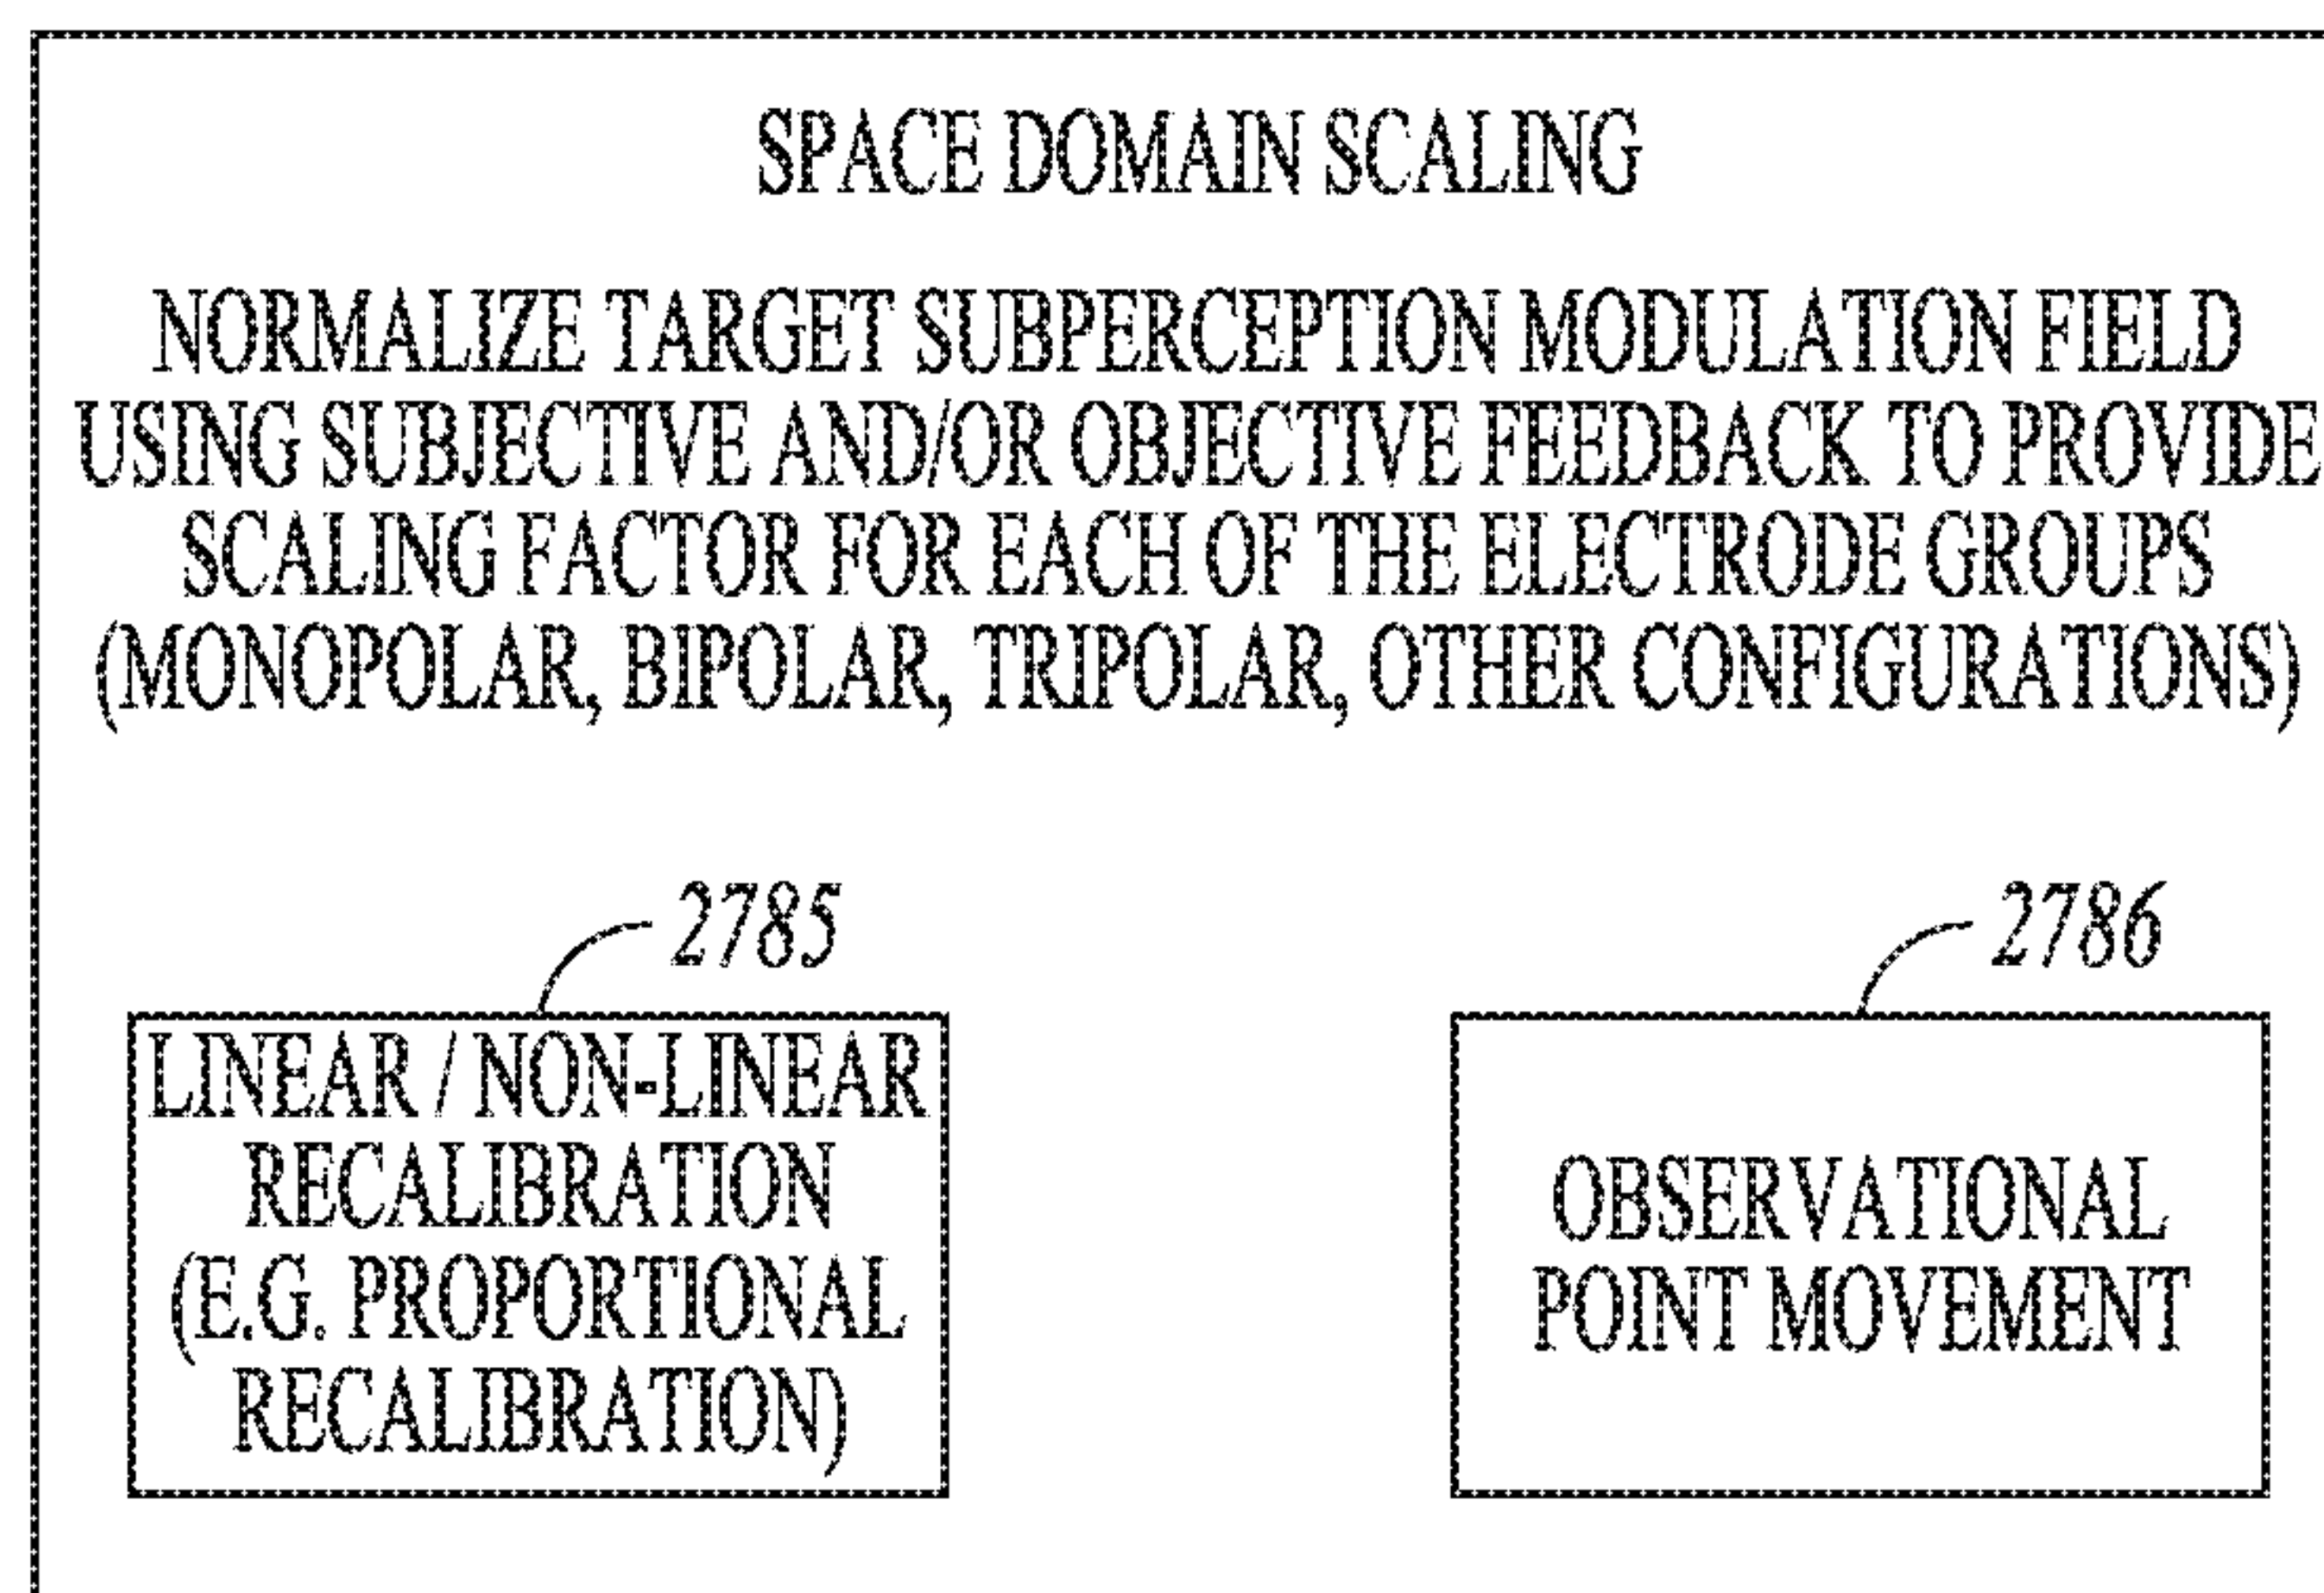 SPACE DOMAIN SCALING
NORMALIZE TARGET SUBPERCEPTION MODULATION FIELD
USING SUBJECTIVE AND/OR OBJECTIVE FEEDBACK TO PROVIDE
SCALING FACTOR FOR EACH OF THE ELECTRODE GROUPS
(MONOPOLAR, BIPOLAR, TRIPOLAR, OTHER CONFIGURATIONS)
2785
LINEAR / NON-LINEAR
RECALIBRATION
(E.G. PROPORTIONAL
RECALIBRATION)
2786
OBSERVATIONAL
POINT MOVEMENT